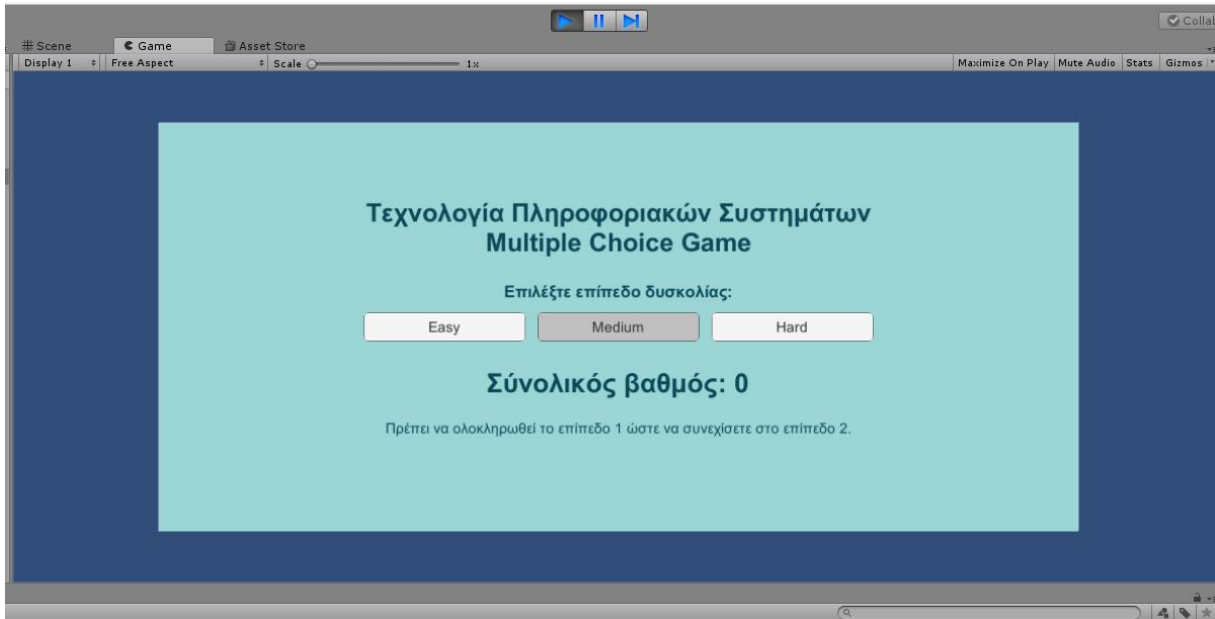 Collab
Scene
Game
Asset Store
Display 1
Free Aspect
Scale
1x
Maximize On Play
Mute Audio
Stats
Gizmos
Τεχνολογία Πληροφοριακών Συστημάτων
Multiple Choice Game
Επιλέξτε επίπεδο δυσκολίας:
Easy
Medium
Hard
Σύνολικός βαθμός: 0
Πρέπει να ολοκληρωθεί το επίπεδο 1 ώστε να συνεχίσετε στο επίπεδο 2.